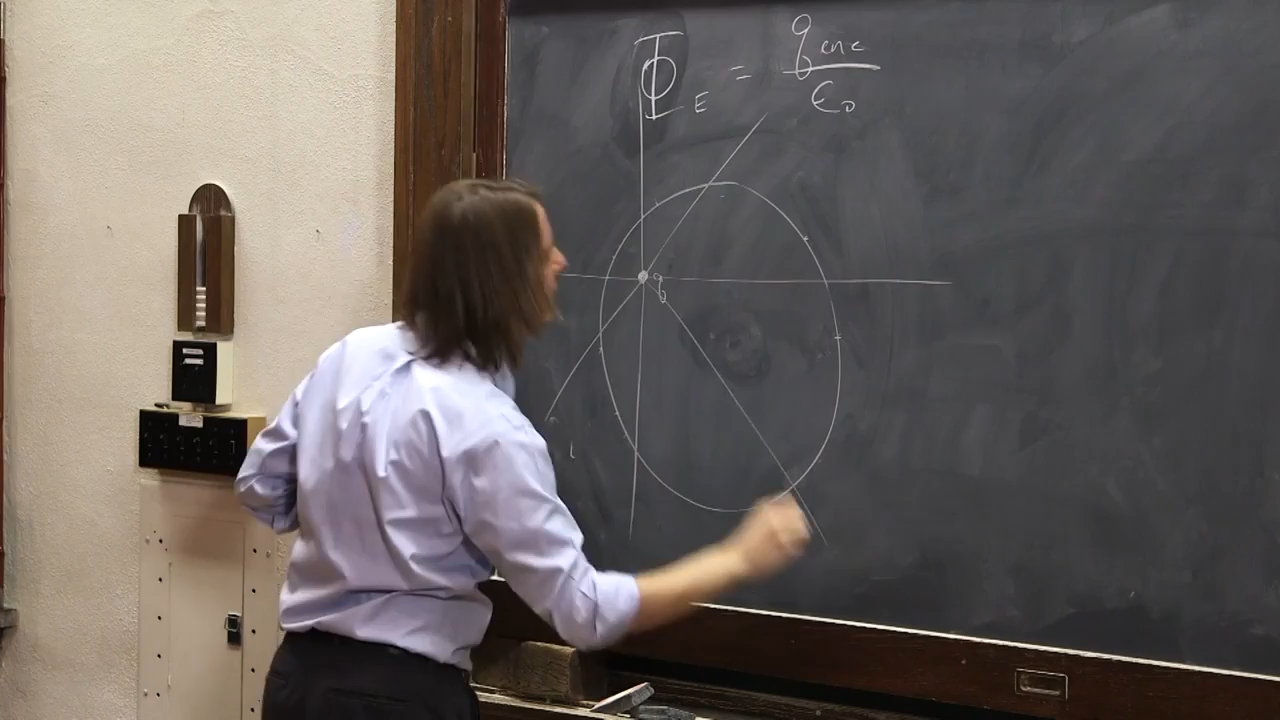 Φ_E = q_enc / ε₀
q